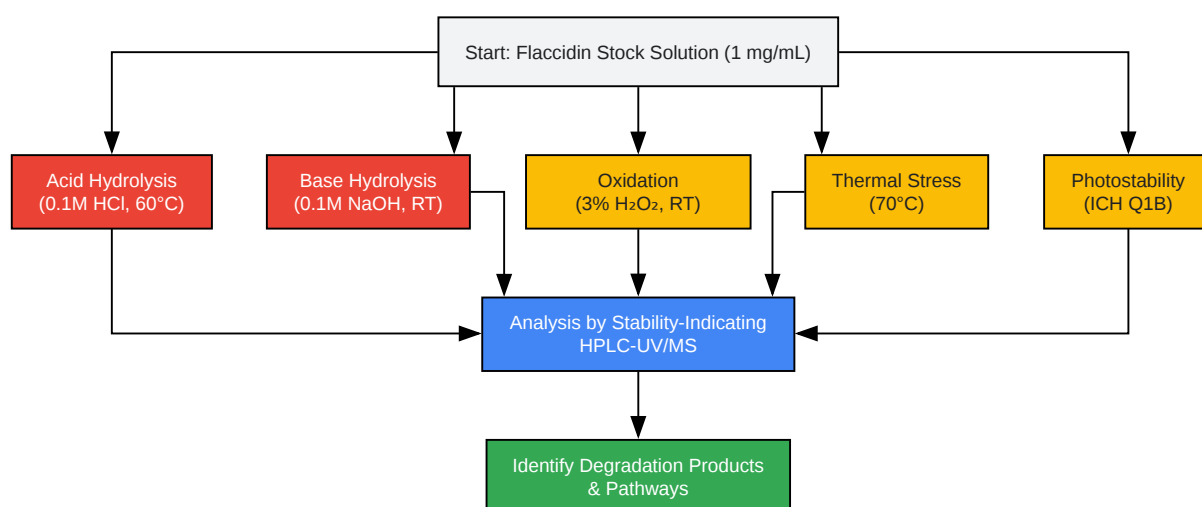 Start: Flaccidin Stock Solution (1 mg/mL)
Acid Hydrolysis
(0.1M HCl, 60°C)
Base Hydrolysis
(0.1M NaOH, RT)
Oxidation
(3% H₂O₂, RT)
Thermal Stress
(70°C)
Photostability
(ICH Q1B)
Analysis by Stability-Indicating
HPLC-UV/MS
Identify Degradation Products
& Pathways